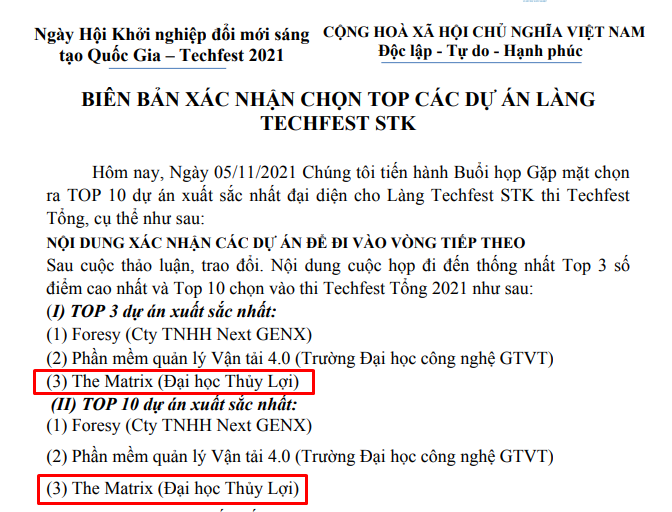 Ngày Hội Khởi nghiệp đổi mới sáng
tạo Quốc Gia – Techfest 2021
CỘNG HOÀ XÃ HỘI CHỦ NGHĨA VIỆT NAM
Độc lập - Tự do - Hạnh phúc
BIÊN BẢN XÁC NHẬN CHỌN TOP CÁC DỰ ÁN LÀNG
TECHFEST STK
Hôm nay, Ngày 05/11/2021 Chúng tôi tiến hành Buổi họp Gặp mặt chọn
ra TOP 10 dự án xuất sắc nhất đại diện cho Làng Techfest STK thi Techfest
Tổng, cụ thể như sau:
NỘI DUNG XÁC NHẬN CÁC DỰ ÁN ĐỂ ĐI VÀO VÒNG TIẾP THEO
Sau cuộc thảo luận, trao đổi. Nội dung cuộc họp đi đến thống nhất Top 3 số
điểm cao nhất và Top 10 chọn vào thi Techfest Tổng 2021 như sau:
(I) TOP 3 dự án xuất sắc nhất:
(1) Foresy (Cty TNHH Next GENX)
(2) Phần mềm quản lý Vận tải 4.0 (Trường Đại học công nghệ GTVT)
(3) The Matrix (Đại học Thủy Lợi)
(II) TOP 10 dự án xuất sắc nhất:
(1) Foresy (Cty TNHH Next GENX)
(2) Phần mềm quản lý Vận tải 4.0 (Trường Đại học công nghệ GTVT)
(3) The Matrix (Đại học Thủy Lợi)